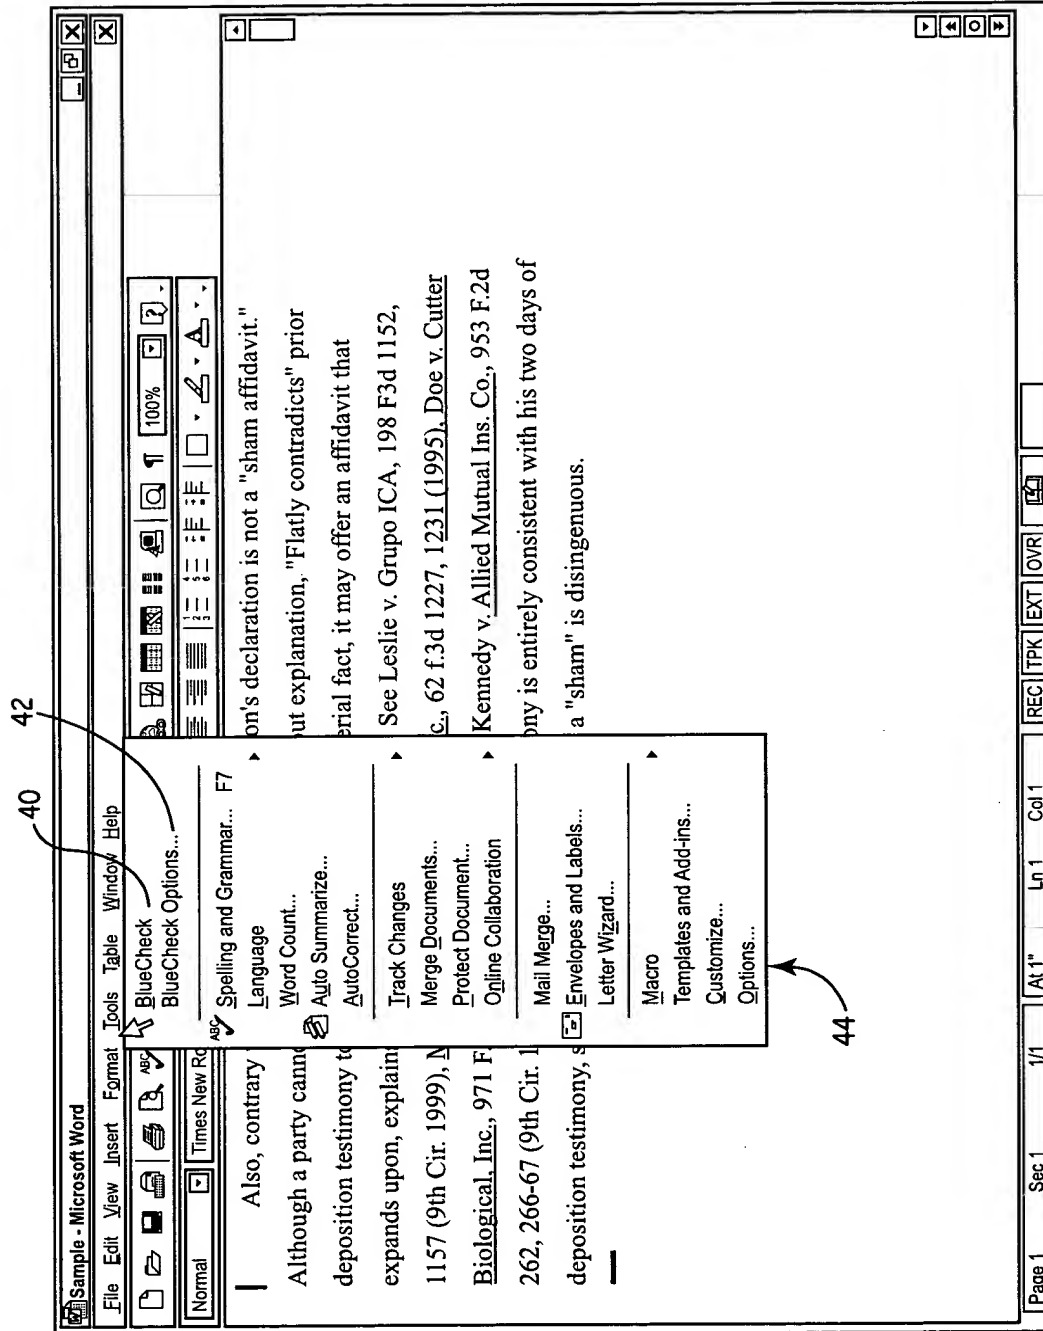 40
42
Sample - Microsoft Word
File Edit View Insert Format Tools Table Window Help
ABC
100%
?
Normal
Times New Ro
A
BlueCheck
BlueCheck Options...
ABC
Spelling and Grammar... F7
Language
Word Count...
Auto Summarize...
AutoCorrect...
Track Changes
Merge Documents...
Protect Document...
Online Collaboration
Mail Merge...
Envelopes and Labels...
Letter Wizard...
Macro
Templates and Add-ins...
Customize...
Options...
44
Also, contrary on's declaration is not a "sham affidavit."
Although a party canno ut explanation, "Flatly contradicts" prior
deposition testimony to erial fact, it may offer an affidavit that
expands upon, explain See Leslie v. Grupo ICA, 198 F3d 1152,
1157 (9th Cir. 1999), c., 62 f.3d 1227, 1231 (1995), Doe v. Cutter
Biological, Inc., 971 F. Kennedy v. Allied Mutual Ins. Co., 953 F.2d
262, 266-67 (9th Cir. 1 ony is entirely consistent with his two days of
deposition testimony, s a "sham" is disingenuous.
Page 1 Sec 1 1/1 At 1" Ln 1 Col 1 REC TPK EXT OVR